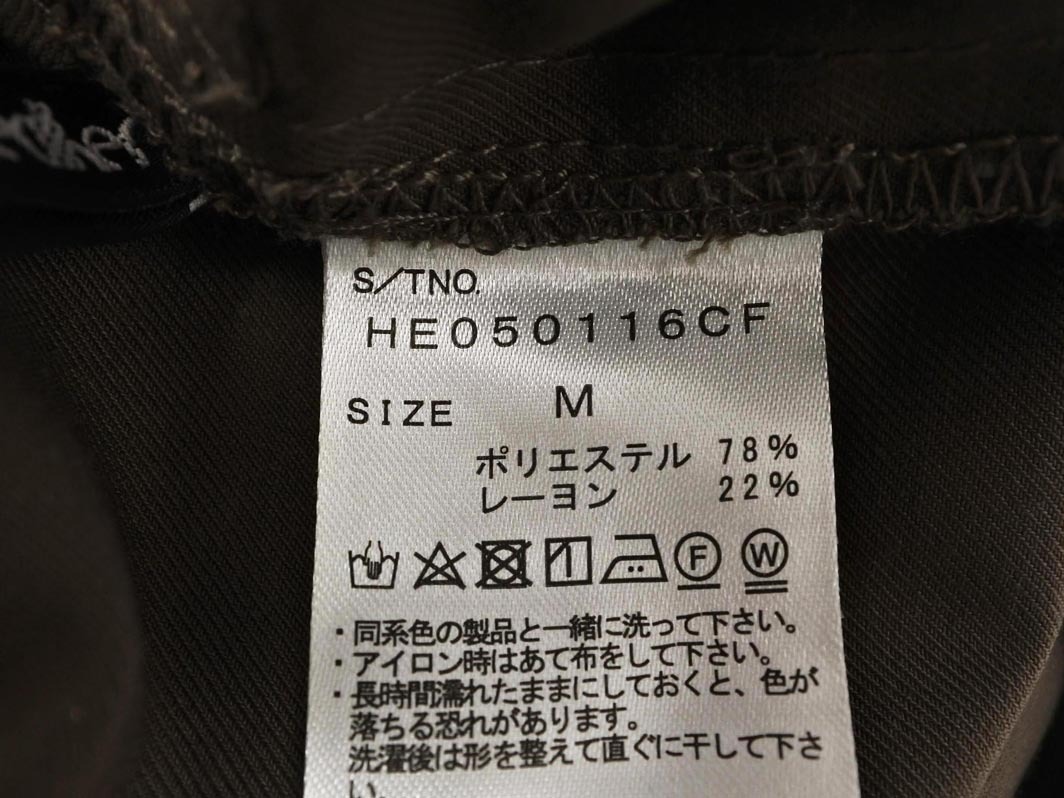 S/TNO.
HE050116CF
SIZE M
ポリエステル 78%
レーヨン 22%
F W
・同系色の製品と一緒に洗って下さい。
・アイロン時はあて布をして下さい。
・長時間濡れたままにしておくと、色が
落ちる恐れがあります。
洗濯後は形を整えて直ぐに干して下さ
い。